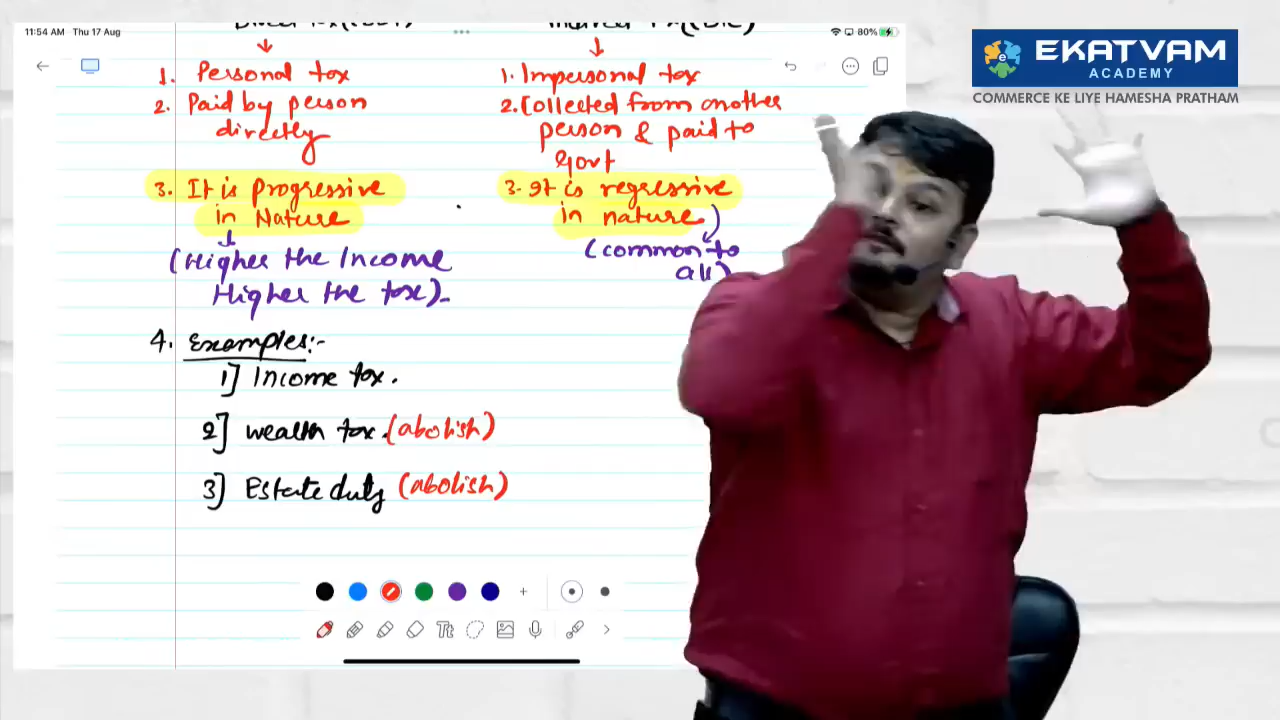 11:54 AM Thu 17 Aug
80%
EKATVAM
ACADEMY
COMMERCE KE LIYE HAMESHA PRATHAM
1. Personal tax
2. Paid by person
directly
3. It is progressive
in Nature
(Higher the Income
Higher the tax).
4. Examples:-
1] Income tax.
2] wealth tax. (abolish)
3] Estate duty (abolish)
1. Impersonal tax
2. Collected from another
person & paid to
Govt
3. It is regressive
in nature
(common to
all)
Tt